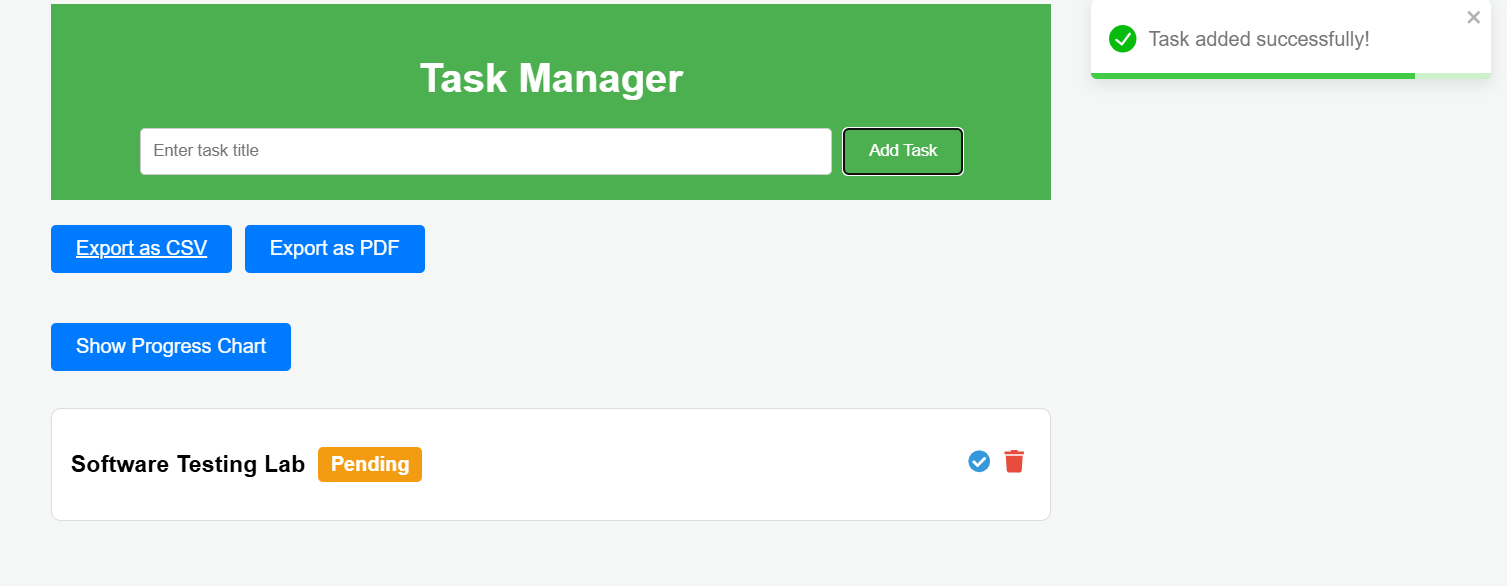 Task Manager
Task added successfully!
Enter task title
Add Task
Export as CSV
Export as PDF
Show Progress Chart
Software Testing Lab
Pending